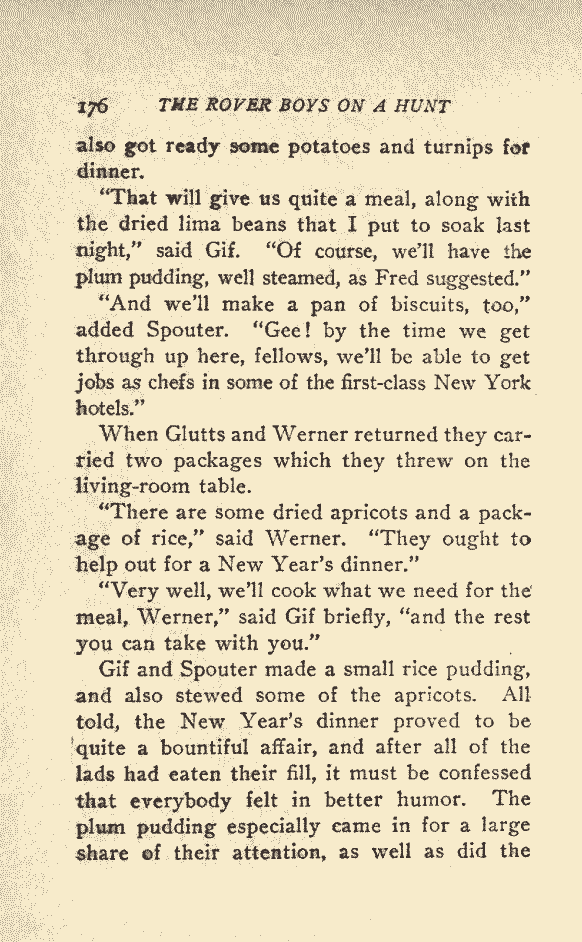 176 THE ROVER BOYS ON A HUNT
also got ready some potatoes and turnips for
dinner.
“That will give us quite a meal, along with
the dried lima beans that I put to soak last
night,” said Gif. “Of course, we’ll have the
plum pudding, well steamed, as Fred suggested.”
“And we’ll make a pan of biscuits, too,”
added Spouter. “Gee! by the time we get
through up here, fellows, we’ll be able to get
jobs as chefs in some of the first-class New York
hotels.”
When Glutts and Werner returned they car-
ried two packages which they threw on the
living-room table.
“There are some dried apricots and a pack-
age of rice,” said Werner. “They ought to
help out for a New Year’s dinner.”
“Very well, we’ll cook what we need for the
meal, Werner,” said Gif briefly, “and the rest
you can take with you.”
Gif and Spouter made a small rice pudding,
and also stewed some of the apricots. All
told, the New Year’s dinner proved to be
quite a bountiful affair, and after all of the
lads had eaten their fill, it must be confessed
that everybody felt in better humor. The
plum pudding especially came in for a large
share of their attention, as well as did the